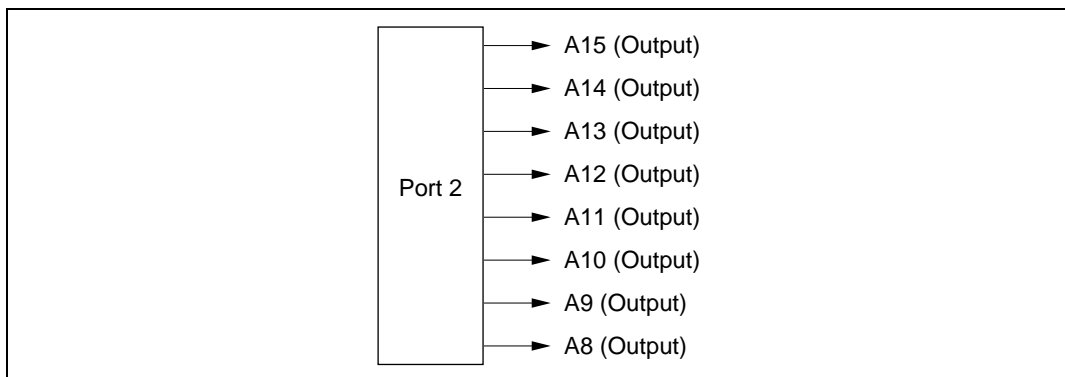 A15 (Output)
A14 (Output)
A13 (Output)
A12 (Output)
Port 2
A11 (Output)
A10 (Output)
A9 (Output)
A8 (Output)